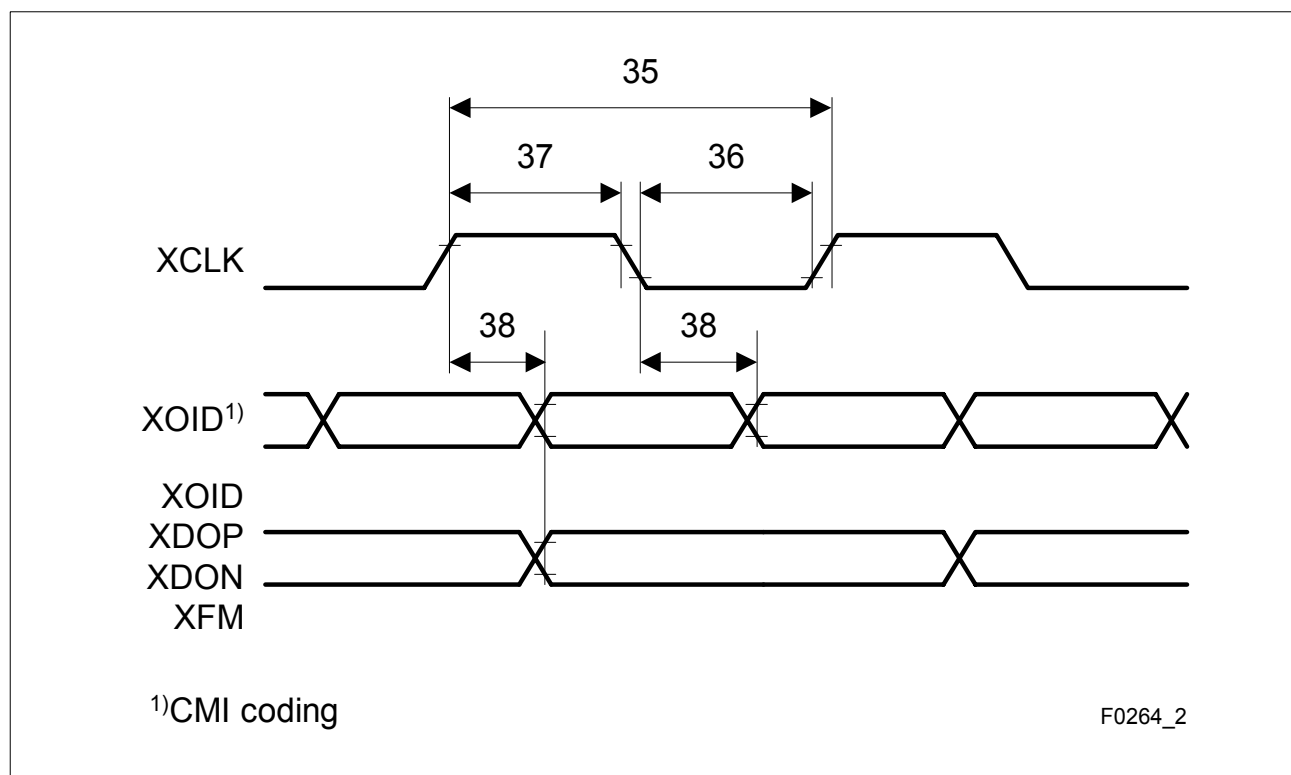 35
37 36
XCLK
38 38
XOID¹⁾
XOID
XDOP
XDON
XFM
¹⁾CMI coding
F0264_2